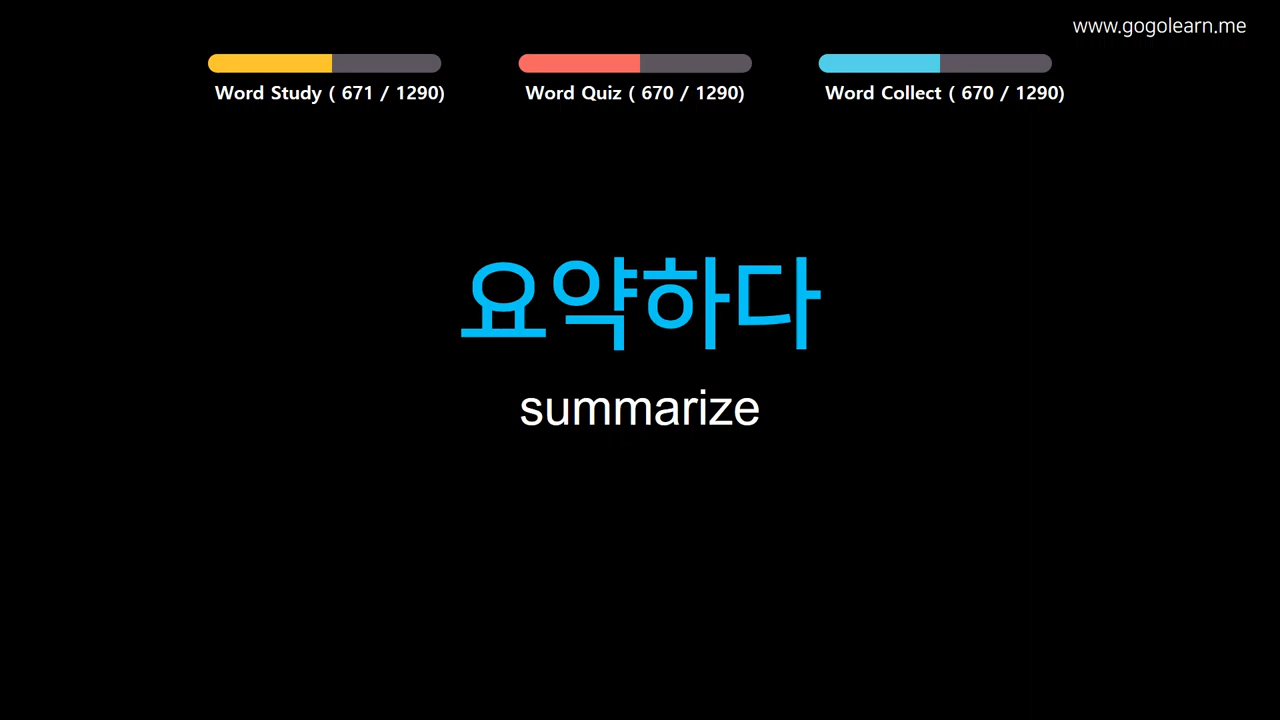 www.gogolearn.me
Word Study ( 671 / 1290)
Word Quiz ( 670 / 1290)
Word Collect ( 670 / 1290)
요약하다
summarize